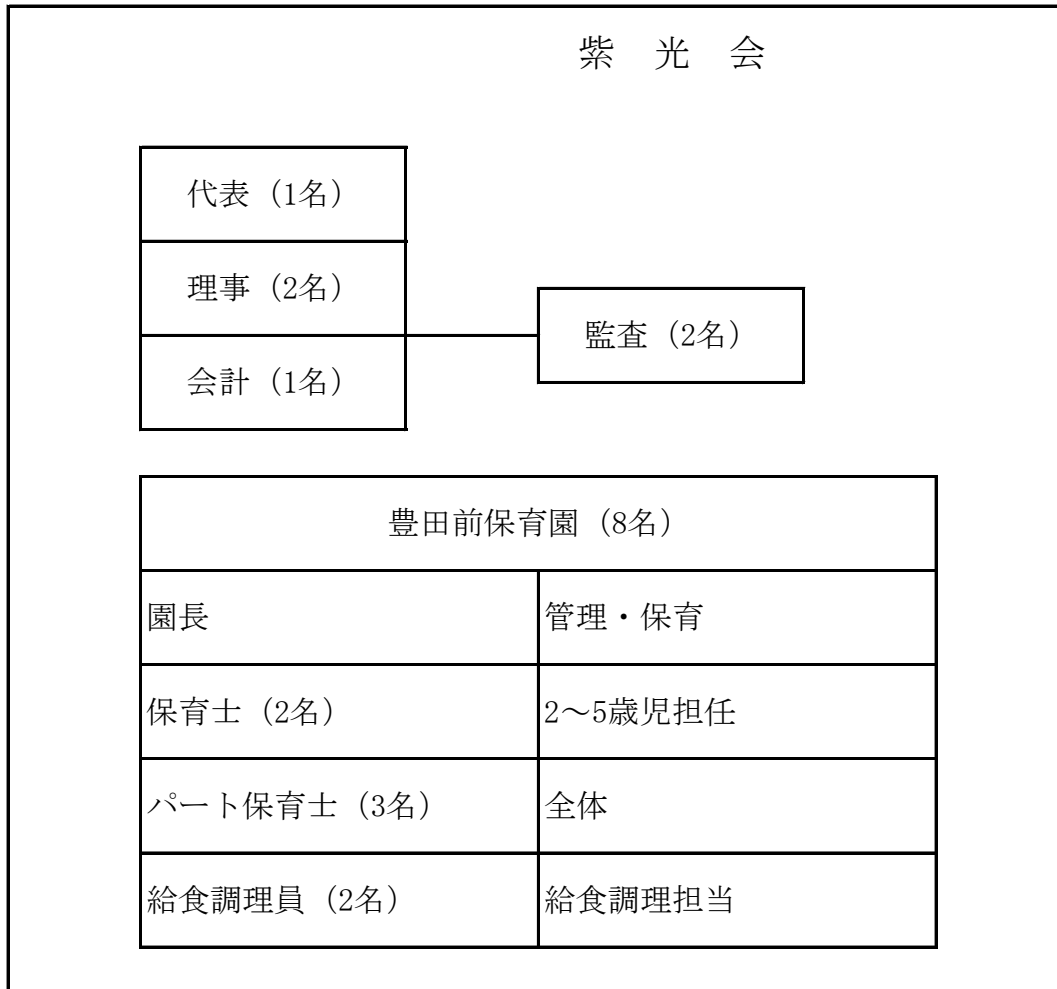 紫　光　会
代表（1名）
理事（2名）
会計（1名）
監査（2名）
豊田前保育園（8名）
園長　管理・保育
保育士（2名）　2～5歳児担任
パート保育士（3名）　全体
給食調理員（2名）　給食調理担当